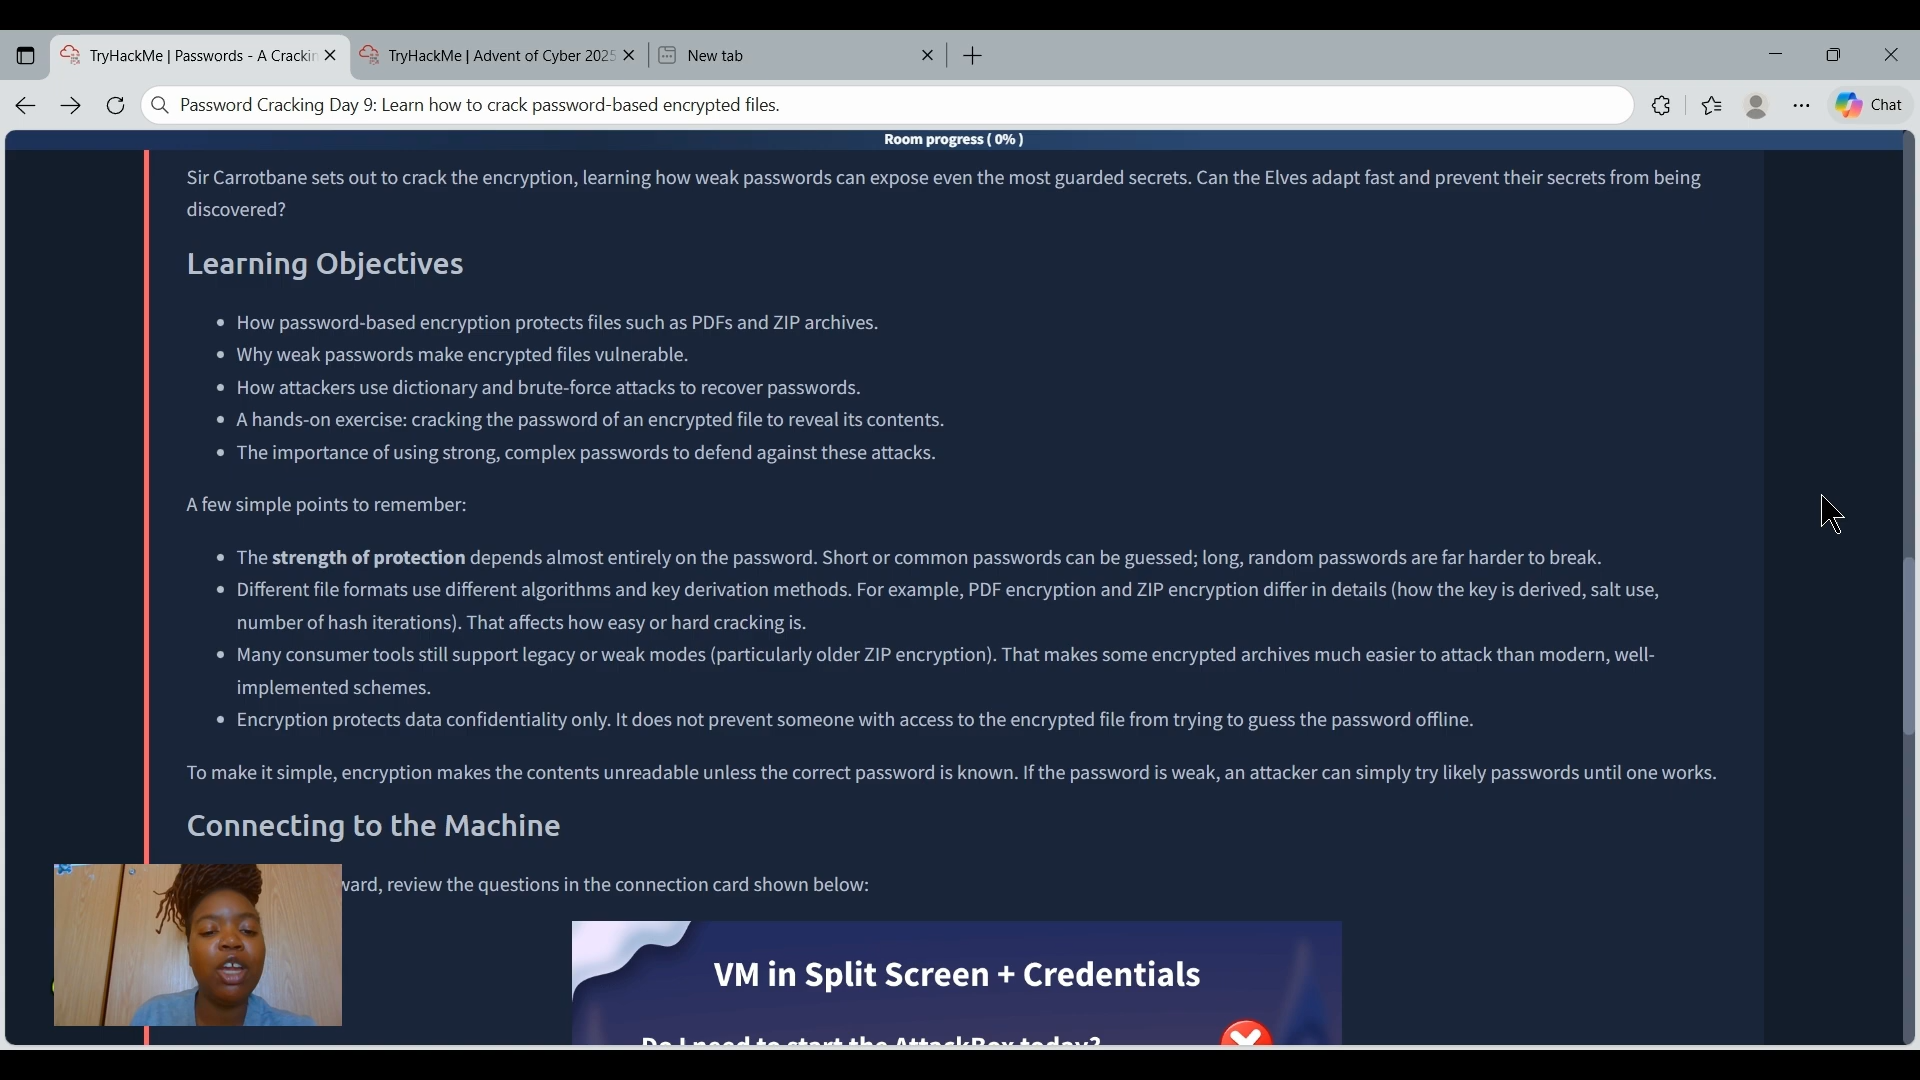 TryHackMe | Passwords - A Crackin
TryHackMe | Advent of Cyber 2025
New tab
Password Cracking Day 9: Learn how to crack password-based encrypted files.
Chat
Room progress ( 0% )
Sir Carrotbane sets out to crack the encryption, learning how weak passwords can expose even the most guarded secrets. Can the Elves adapt fast and prevent their secrets from being
discovered?
Learning Objectives
• How password-based encryption protects files such as PDFs and ZIP archives.
• Why weak passwords make encrypted files vulnerable.
• How attackers use dictionary and brute-force attacks to recover passwords.
• A hands-on exercise: cracking the password of an encrypted file to reveal its contents.
• The importance of using strong, complex passwords to defend against these attacks.
A few simple points to remember:
• The strength of protection depends almost entirely on the password. Short or common passwords can be guessed; long, random passwords are far harder to break.
• Different file formats use different algorithms and key derivation methods. For example, PDF encryption and ZIP encryption differ in details (how the key is derived, salt use,
number of hash iterations). That affects how easy or hard cracking is.
• Many consumer tools still support legacy or weak modes (particularly older ZIP encryption). That makes some encrypted archives much easier to attack than modern, well-
implemented schemes.
• Encryption protects data confidentiality only. It does not prevent someone with access to the encrypted file from trying to guess the password offline.
To make it simple, encryption makes the contents unreadable unless the correct password is known. If the password is weak, an attacker can simply try likely passwords until one works.
Connecting to the Machine
ward, review the questions in the connection card shown below:
VM in Split Screen + Credentials
Do I need to start the AttackBox today?